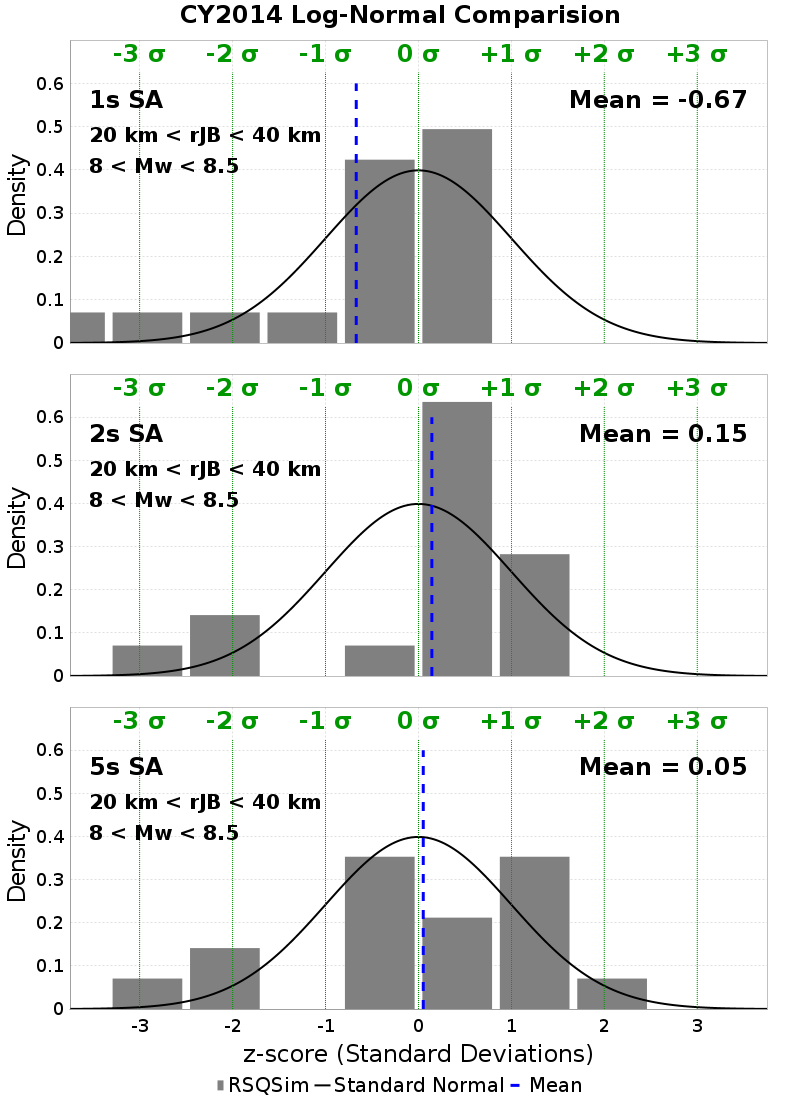 CY2014 Log-Normal Comparision
-3 σ -2 σ -1 σ 0 σ +1 σ +2 σ +3 σ
0.6
1s SA Mean = -0.67
0.5
20 km < rJB < 40 km
8 < Mw < 8.5
0.4
0.3
0.2
0.1
0
Density
-3 σ -2 σ -1 σ 0 σ +1 σ +2 σ +3 σ
0.6
2s SA Mean = 0.15
0.5
20 km < rJB < 40 km
8 < Mw < 8.5
0.4
0.3
0.2
0.1
0
Density
-3 σ -2 σ -1 σ 0 σ +1 σ +2 σ +3 σ
0.6
5s SA Mean = 0.05
0.5
20 km < rJB < 40 km
8 < Mw < 8.5
0.4
0.3
0.2
0.1
0
Density
-3 -2 -1 0 1 2 3
z-score (Standard Deviations)
RSQSim Standard Normal Mean